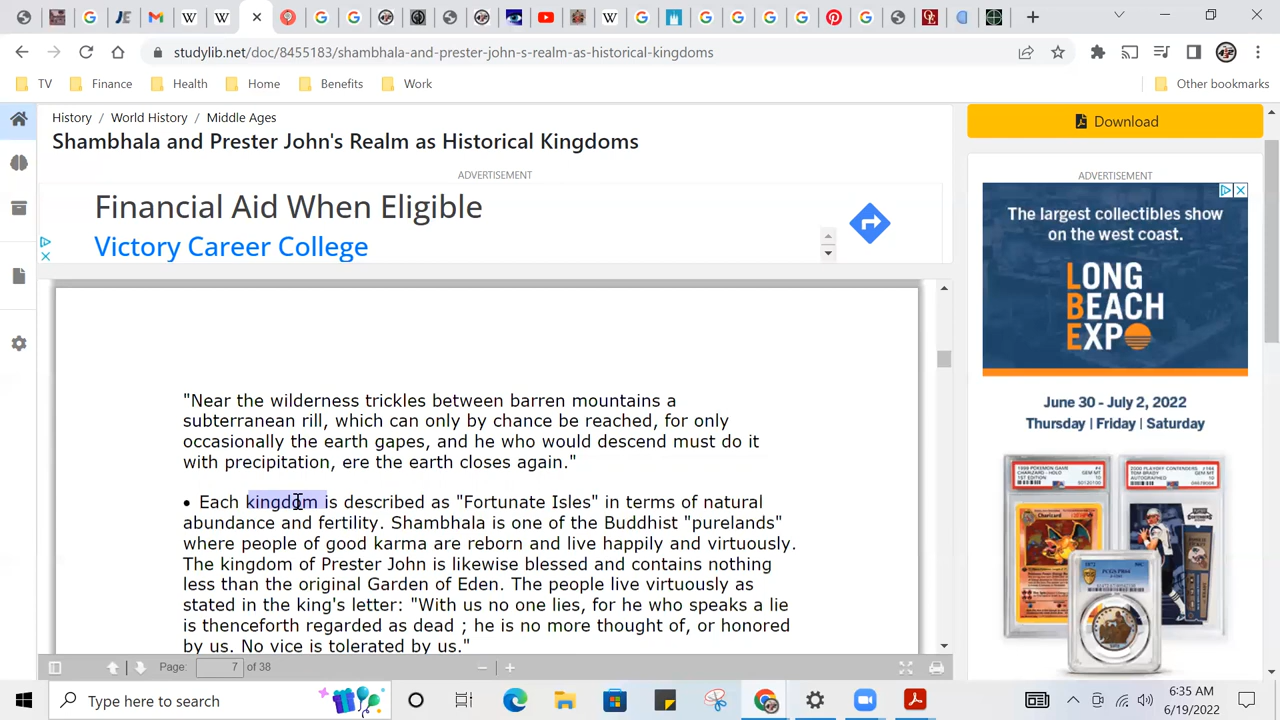 studylib.net/doc/8455183/shambhala-and-prester-john-s-realm-as-historical-kingdoms
TV Finance Health Home Benefits Work Other bookmarks
History / World History / Middle Ages
Shambhala and Prester John's Realm as Historical Kingdoms
Download
ADVERTISEMENT
Financial Aid When Eligible
Victory Career College
ADVERTISEMENT
The largest collectibles show
on the west coast.
LONG
BEACH
EXPO
June 30 - July 2, 2022
Thursday | Friday | Saturday
"Near the wilderness trickles between barren mountains a
subterranean rill, which can only by chance be reached, for only
occasionally the earth gapes, and he who would descend must do it
with precipitation, ere the earth closes again."
• Each kingdom is described as "Fortunate Isles" in terms of natural
abundance and fertility. Shambhala is one of the Buddhist "purelands"
where people of good karma are reborn and live happily and virtuously.
The kingdom of Prester John is likewise blessed and contains nothing
less than the original Garden of Eden. The people live virtuously as
stated in the king's letter: "With us no one lies, for he who speaks a lie
is thenceforth regarded as dead ; he is no more thought of, or honored
by us. No vice is tolerated by us."
Page: 7 of 38
Type here to search
6:35 AM
6/19/2022